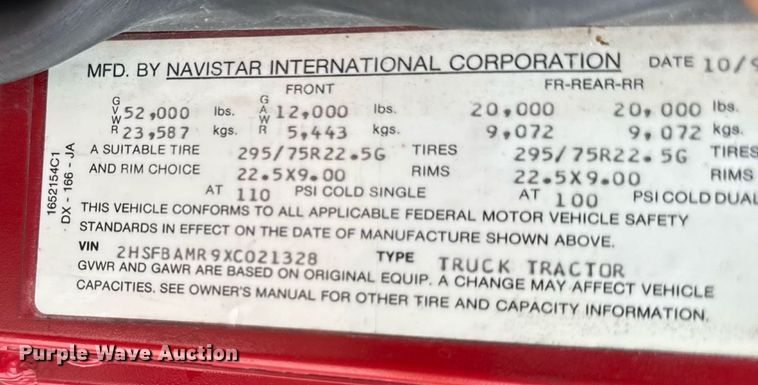 MFD. BY NAVISTAR INTERNATIONAL CORPORATION DATE 10/9
FRONT FR-REAR-RR
GVWR 52,000 lbs. GAWR 12,000 lbs. 20,000 20,000 lbs.
23,587 kgs. 5,443 kgs. 9,072 9,072 kgs.
A SUITABLE TIRE 295/75R22.5G TIRES 295/75R22.5G TIRES
AND RIM CHOICE 22.5X9.00 RIMS 22.5X9.00 RIMS
AT 110 PSI COLD SINGLE AT 100 PSI COLD DUAL
THIS VEHICLE CONFORMS TO ALL APPLICABLE FEDERAL MOTOR VEHICLE SAFETY
STANDARDS IN EFFECT ON THE DATE OF MANUFACTURE SHOWN ABOVE.
VIN 2HSFBAMR9XC021328 TYPE TRUCK TRACTOR
GVWR AND GAWR ARE BASED ON ORIGINAL EQUIP. A CHANGE MAY AFFECT VEHICLE
CAPACITIES. SEE OWNER'S MANUAL FOR OTHER TIRE AND CAPACITY INFORMATION.
1652154C1
DX - 166 - JA
Purple Wave Auction